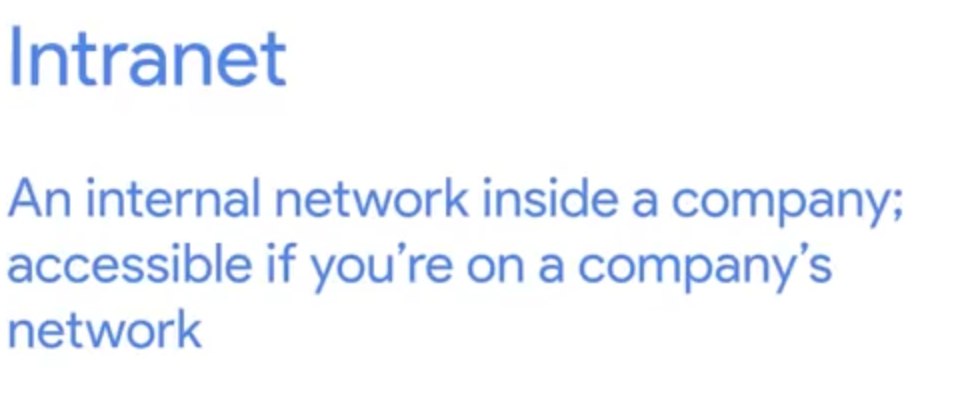 Intranet
An internal network inside a company;
accessible if you’re on a company’s
network